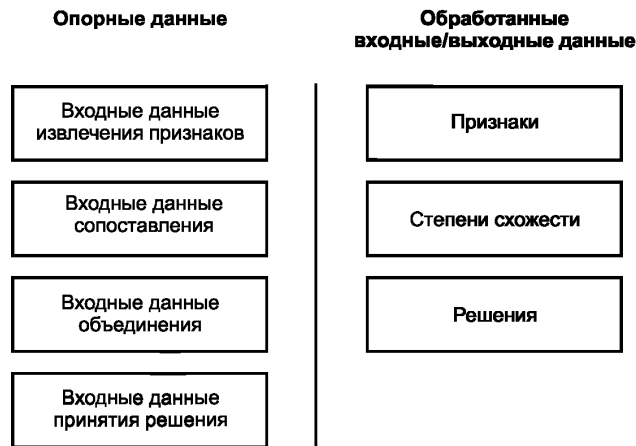 Опорные данные
Обработанные
входные/выходные данные
Входные данные
извлечения признаков
Признаки
Входные данные
сопоставления
Степени схожести
Входные данные
объединения
Решения
Входные данные
принятия решения